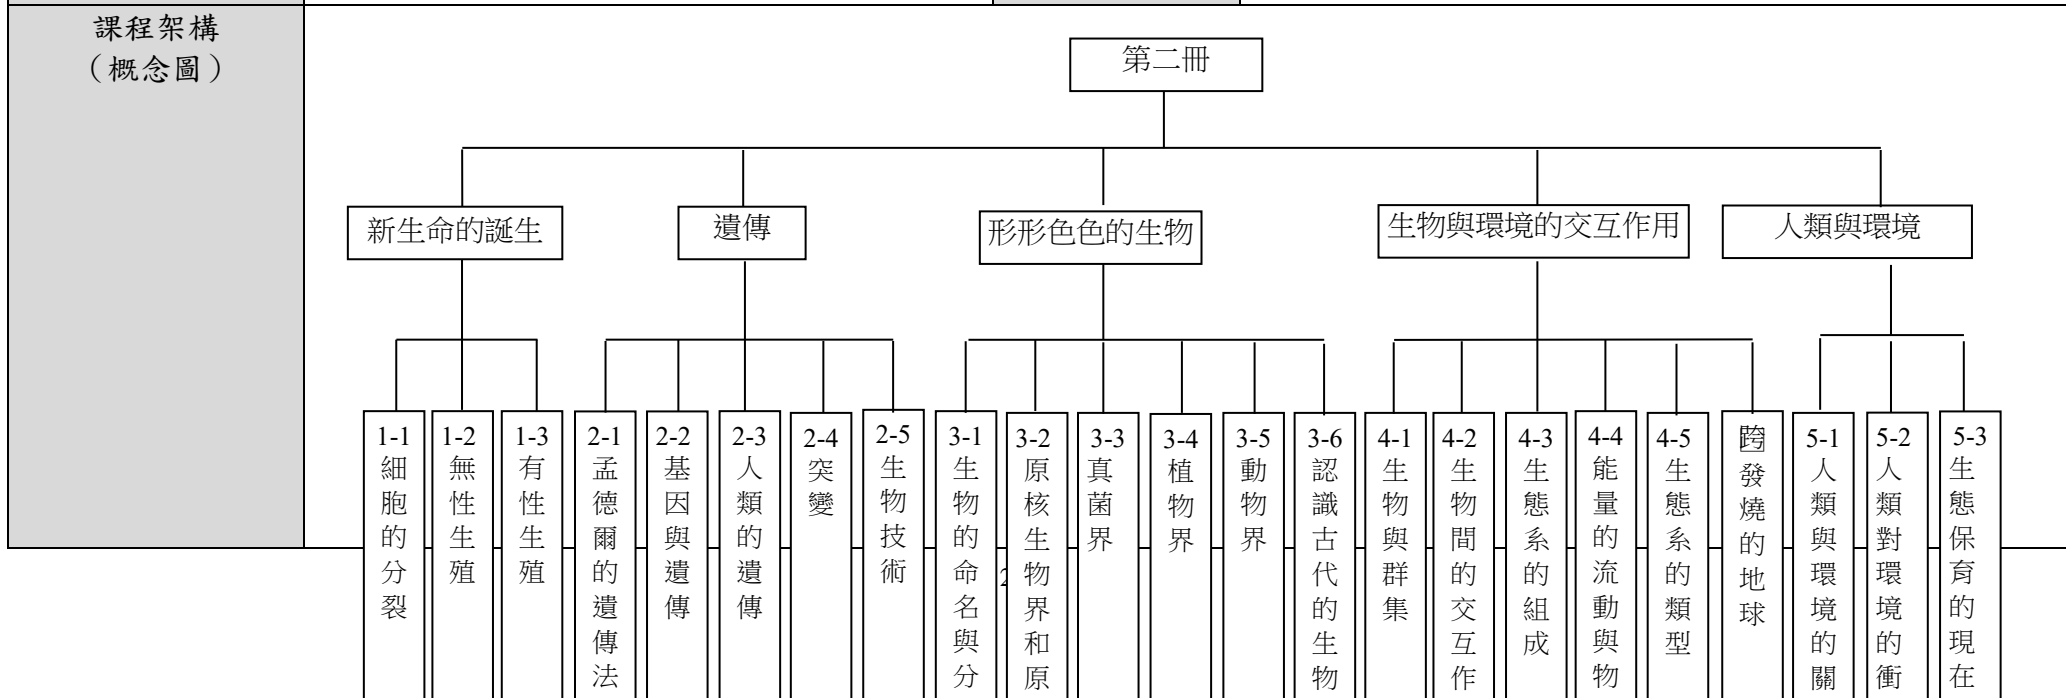 課程架構
（概念圖）
第二冊
新生命的誕生
遺傳
形形色色的生物
生物與環境的交互作用
人類與環境
1-1細胞的分裂
1-2無性生殖
1-3有性生殖
2-1孟德爾的遺傳法
2-2基因與遺傳
2-3人類的遺傳
2-4突變
2-5生物技術
3-1生物的命名與分
3-2原核生物界和原
3-3真菌界
3-4植物界
3-5動物界
3-6認識古代的生物
4-1生物與群集
4-2生物間的交互作
4-3生態系的組成
4-4能量的流動與物
4-5生態系的類型
跨發燒的地球
5-1人類與環境的關
5-2人類對環境的衝
5-3生態保育的現在